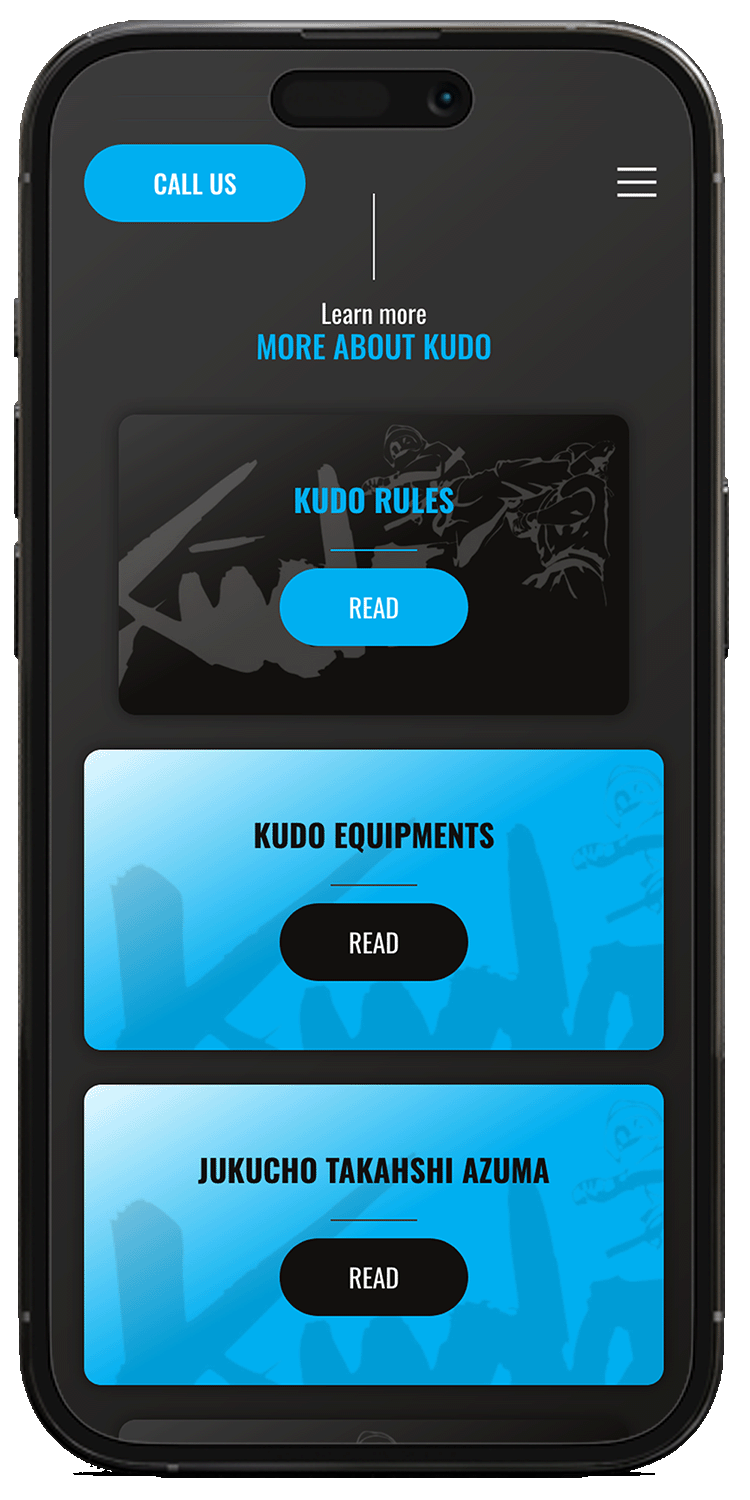 CALL US
Learn more
MORE ABOUT KUDO
KUDO RULES
READ
KUDO EQUIPMENTS
READ
JUKUCHO TAKAHSHI AZUMA
READ